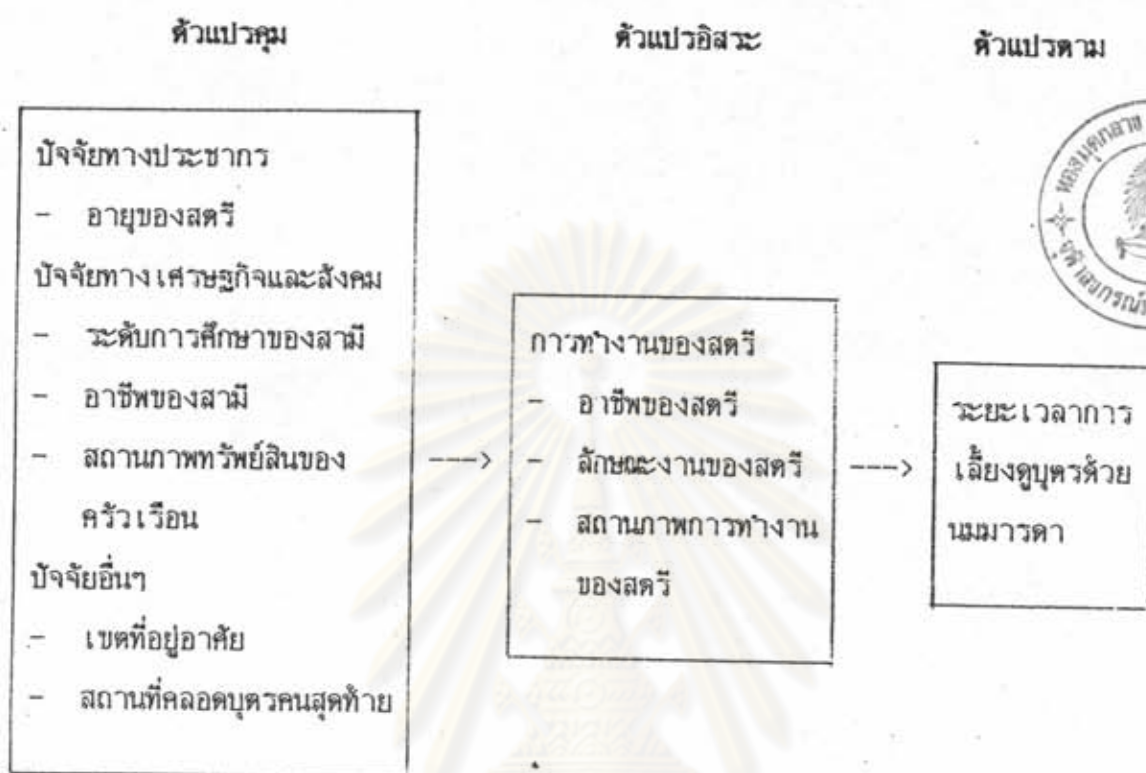 ตัวแปรคุม
ตัวแปรอิสระ
ตัวแปรตาม
ปัจจัยทางประชากร
- อายุของสตรี
ปัจจัยทางเศรษฐกิจและสังคม
- ระดับการศึกษาของสามี
- อาชีพของสามี
- สถานภาพทรัพย์สินของ
ครัวเรือน
ปัจจัยอื่นๆ
- เขตที่อยู่อาศัย
- สถานที่คลอดบุตรคนสุดท้าย
--->
การทำงานของสตรี
- อาชีพของสตรี
- ลักษณะงานของสตรี
- สถานภาพการทำงาน
ของสตรี
--->
ระยะเวลาการ
เลี้ยงดูบุตรด้วย
นมมารดา